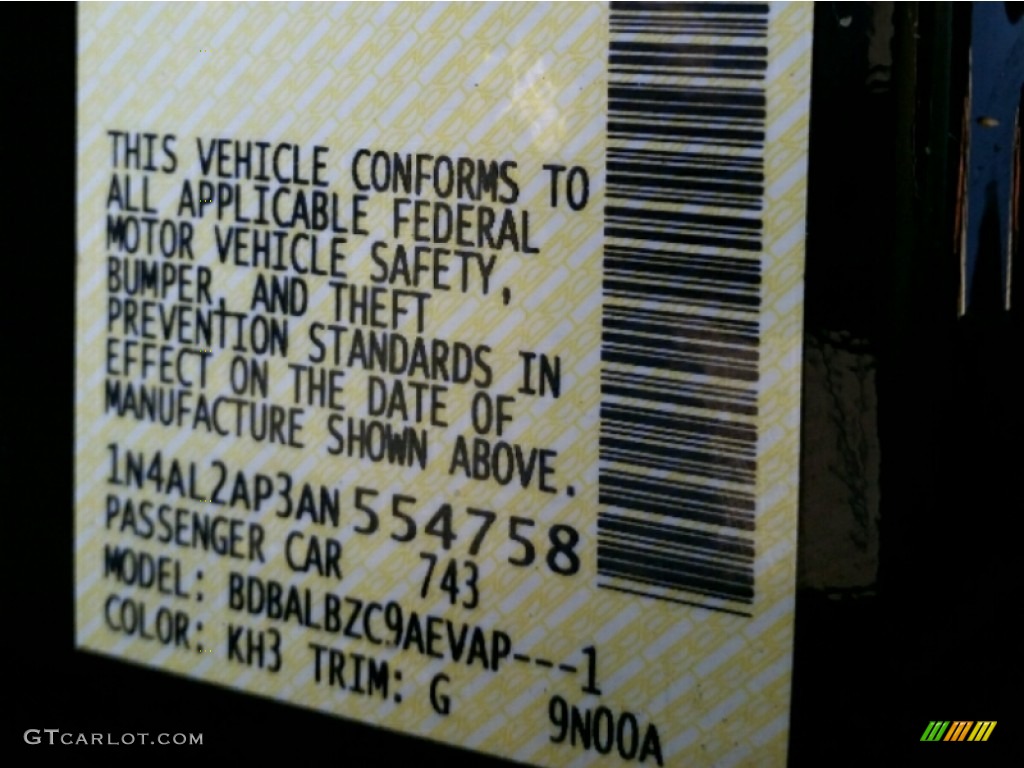 THIS VEHICLE CONFORMS TO
ALL APPLICABLE FEDERAL
MOTOR VEHICLE SAFETY,
BUMPER, AND THEFT
PREVENTION STANDARDS IN
EFFECT ON THE DATE OF
MANUFACTURE SHOWN ABOVE.
1N4AL2AP3AN554758
PASSENGER CAR 743
MODEL: BDBALBZC9AEVAP---1
COLOR: KH3 TRIM: G 9N00A
GTCARLOT.COM